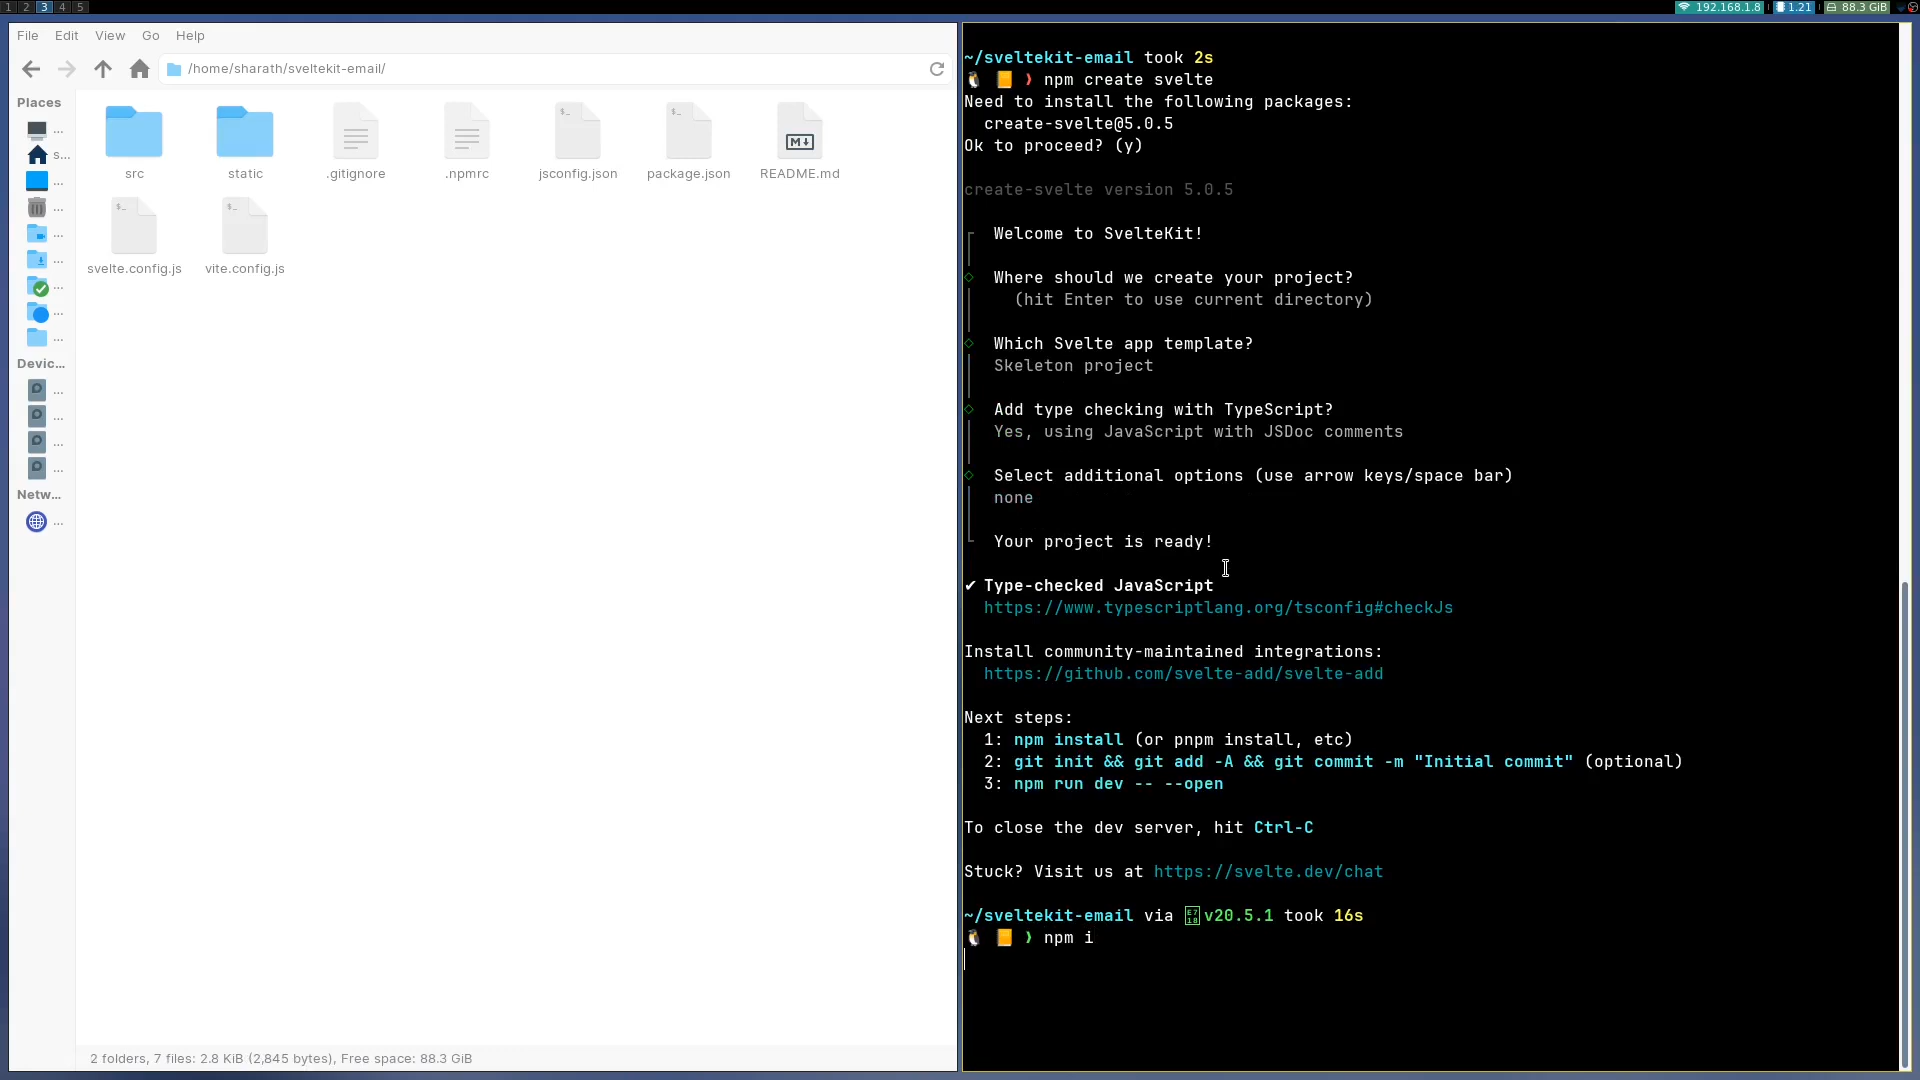 1 2 3 4 5
192.168.1.8
1.21
88.3 GiB
File Edit View Go Help
/home/sharath/sveltekit-email/
Places
...
s...
...
...
...
...
...
...
...
Devic...
...
...
...
...
Netw...
...
src
static
.gitignore
.npmrc
jsconfig.json
package.json
README.md
svelte.config.js
vite.config.js
2 folders, 7 files: 2.8 KiB (2,845 bytes), Free space: 88.3 GiB
~/sveltekit-email took 2s
❯ npm create svelte
Need to install the following packages:
create-svelte@5.0.5
Ok to proceed? (y)
create-svelte version 5.0.5
Welcome to SvelteKit!
Where should we create your project?
(hit Enter to use current directory)
Which Svelte app template?
Skeleton project
Add type checking with TypeScript?
Yes, using JavaScript with JSDoc comments
Select additional options (use arrow keys/space bar)
none
Your project is ready!
✔ Type-checked JavaScript
https://www.typescriptlang.org/tsconfig#checkJs
Install community-maintained integrations:
https://github.com/svelte-add/svelte-add
Next steps:
1: npm install (or pnpm install, etc)
2: git init && git add -A && git commit -m "Initial commit" (optional)
3: npm run dev -- --open
To close the dev server, hit Ctrl-C
Stuck? Visit us at https://svelte.dev/chat
~/sveltekit-email via v20.5.1 took 16s
❯ npm i